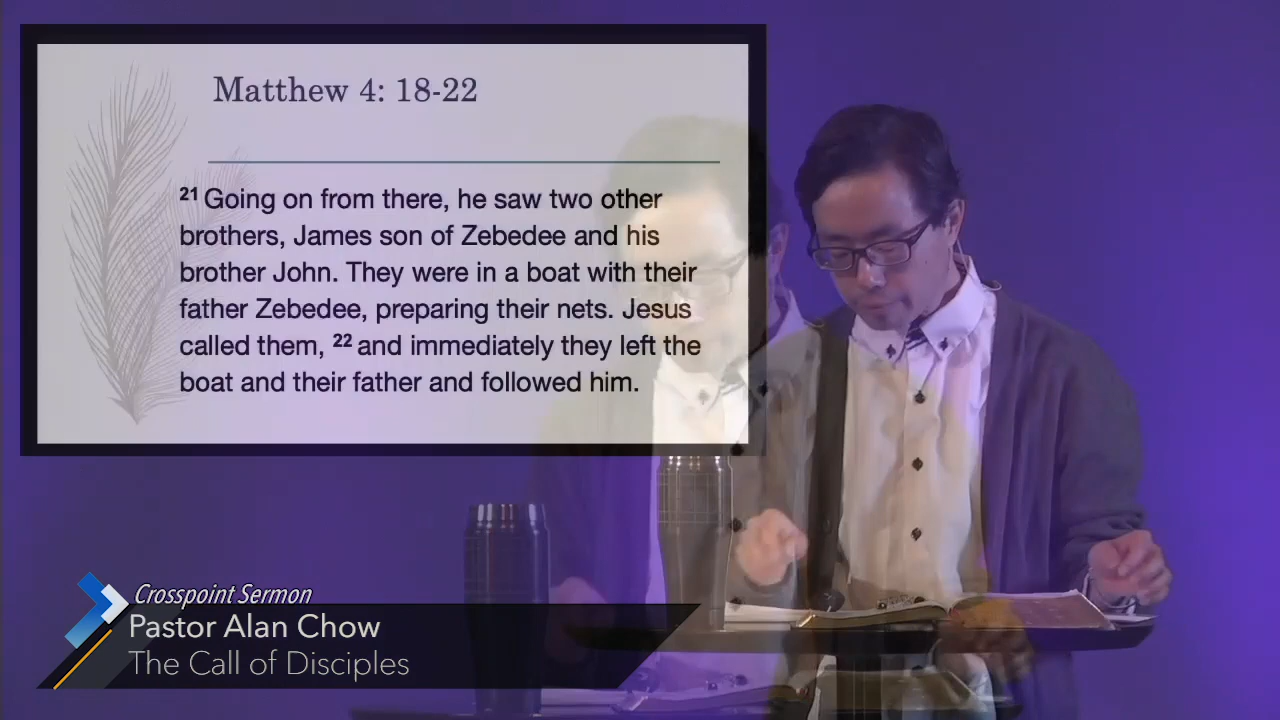 Matthew 4: 18-22
21 Going on from there, he saw two other
brothers, James son of Zebedee and his
brother John. They were in a boat with their
father Zebedee, preparing their nets. Jesus
called them, 22 and immediately they left the
boat and their father and followed him.
Crosspoint Sermon
Pastor Alan Chow
The Call of Disciples